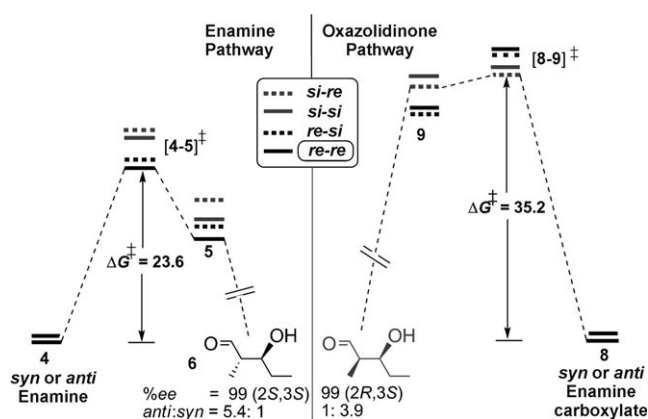 Enamine
Pathway
Oxazolidinone
Pathway
si-re
si-si
re-si
re-re
[4-5]‡
ΔG‡ = 23.6
5
4
syn or anti
Enamine
9
[8-9]‡
ΔG‡ = 35.2
8
syn or anti
Enamine
carboxylate
6
O OH
O OH
%ee = 99 (2S,3S) 99 (2R,3S)
anti:syn = 5.4: 1 1: 3.9